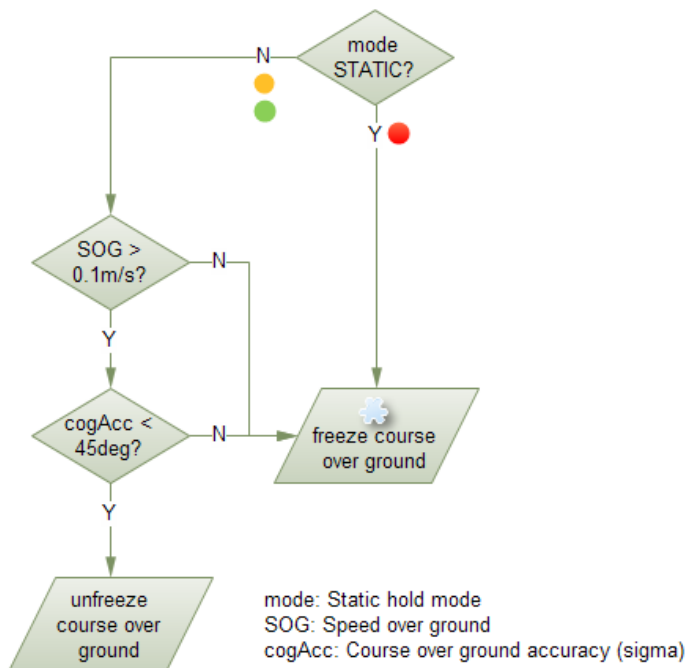 mode
STATIC?
N
Y
SOG >
0.1m/s?
N
Y
cogAcc <
45deg?
N
freeze course
over ground
Y
unfreeze
course over
ground
mode: Static hold mode
SOG: Speed over ground
cogAcc: Course over ground accuracy (sigma)